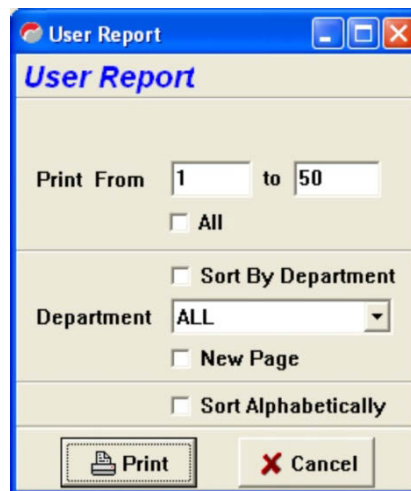 User Report
User Report
Print From 1 to 50
All
Sort By Department
Department ALL
New Page
Sort Alphabetically
Print Cancel